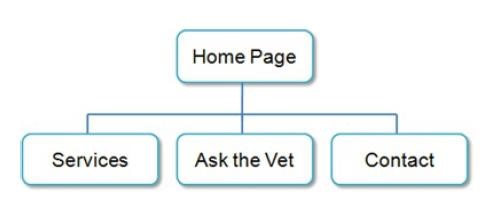 Home Page
Services
Ask the Vet
Contact